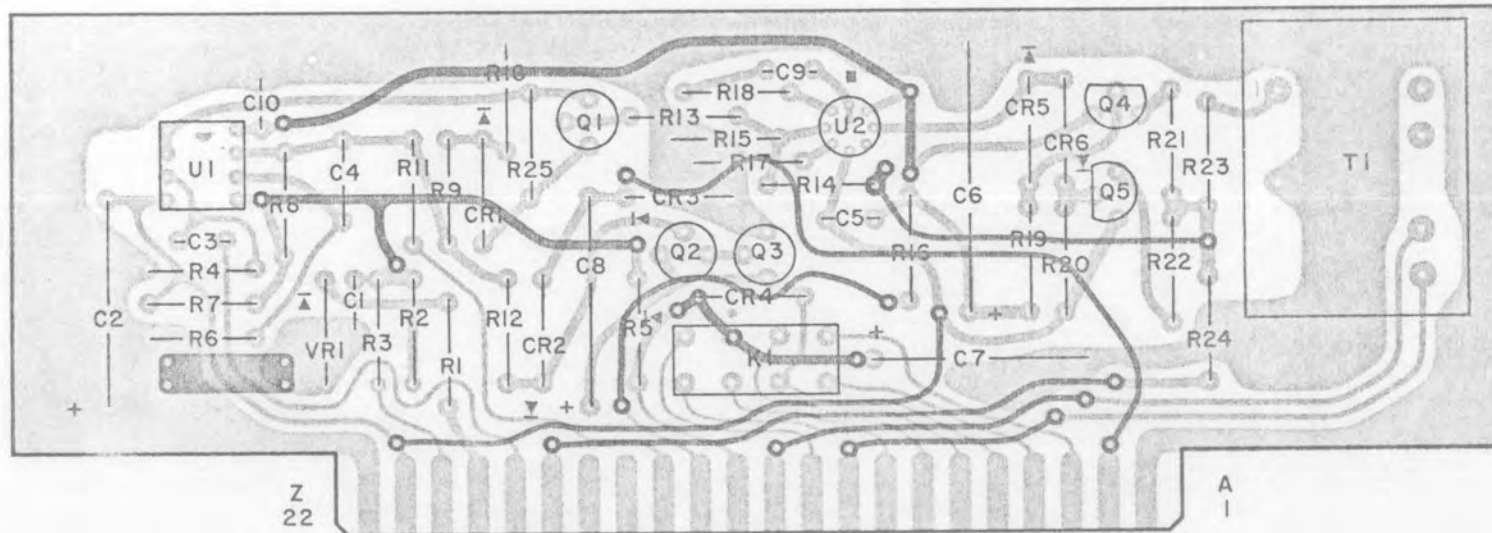 R10
C9
CR5
Q4
C10
R18
Q1
R13
U2
R21
R15
CR6
U1
C4
R11
R25
R17
R23
T1
R9
R14
Q5
R8
CR1
CR3
C6
C5
C3
Q2
Q3
R16
R19
R20
R22
R4
C8
C2
R7
C1
R12
CR4
R6
VR1
R3
R2
CR2
R5
+
+
R24
R1
K1
C7
+
+
Z
22
A
1